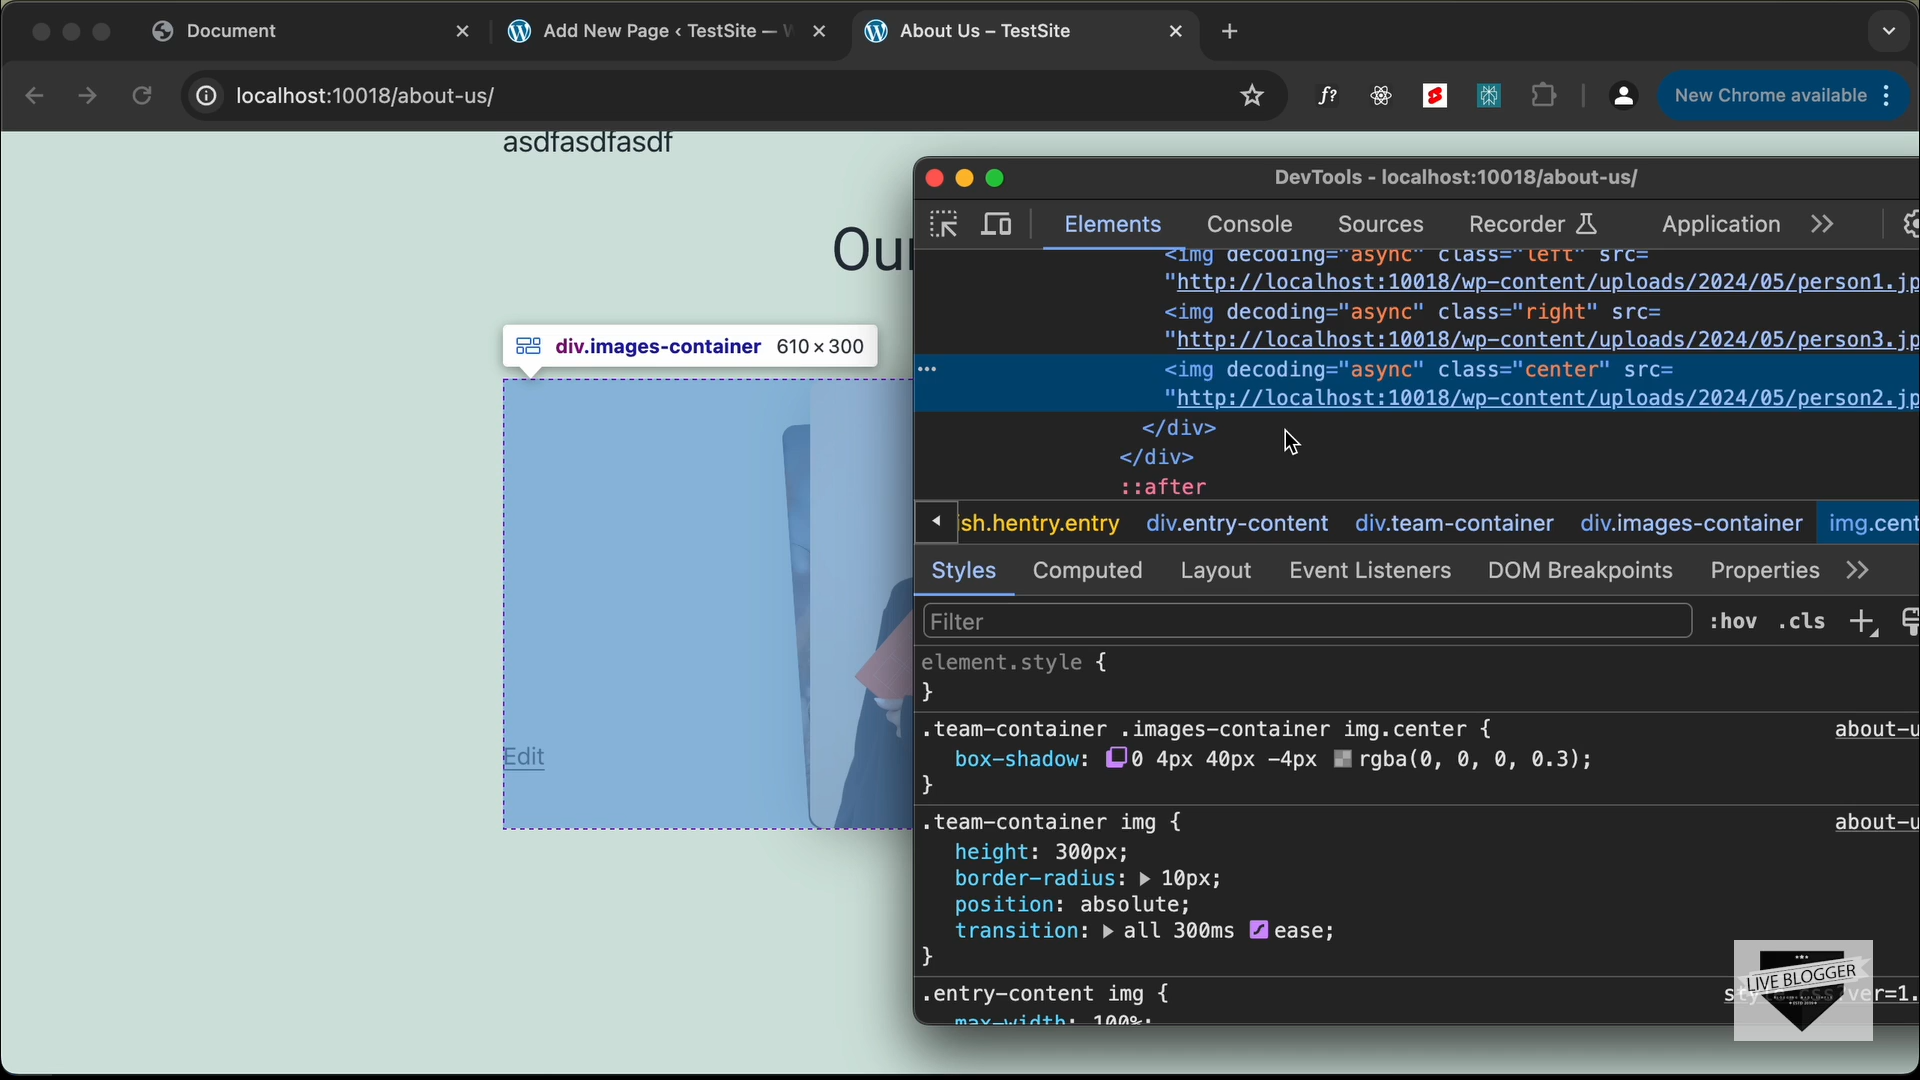 Document
Add New Page ‹ TestSite — W
About Us – TestSite
localhost:10018/about-us/
f?
New Chrome available
asdfasdfasdf
Our
div.images-container 610×300
Edit
DevTools - localhost:10018/about-us/
Elements Console Sources Recorder Application
<img decoding="async" class="left" src=
"http://localhost:10018/wp-content/uploads/2024/05/person1.jp
<img decoding="async" class="right" src=
"http://localhost:10018/wp-content/uploads/2024/05/person3.jp
<img decoding="async" class="center" src=
"http://localhost:10018/wp-content/uploads/2024/05/person2.jp
</div>
</div>
::after
sh.hentry.entry div.entry-content div.team-container div.images-container img.cent
Styles Computed Layout Event Listeners DOM Breakpoints Properties
Filter :hov .cls
element.style {
}
.team-container .images-container img.center { about-u
box-shadow: 0 4px 40px -4px rgba(0, 0, 0, 0.3);
}
.team-container img { about-u
height: 300px;
border-radius: 10px;
position: absolute;
transition: all 300ms ease;
}
.entry-content img {
max-width: 100%;
LIVE BLOGGER